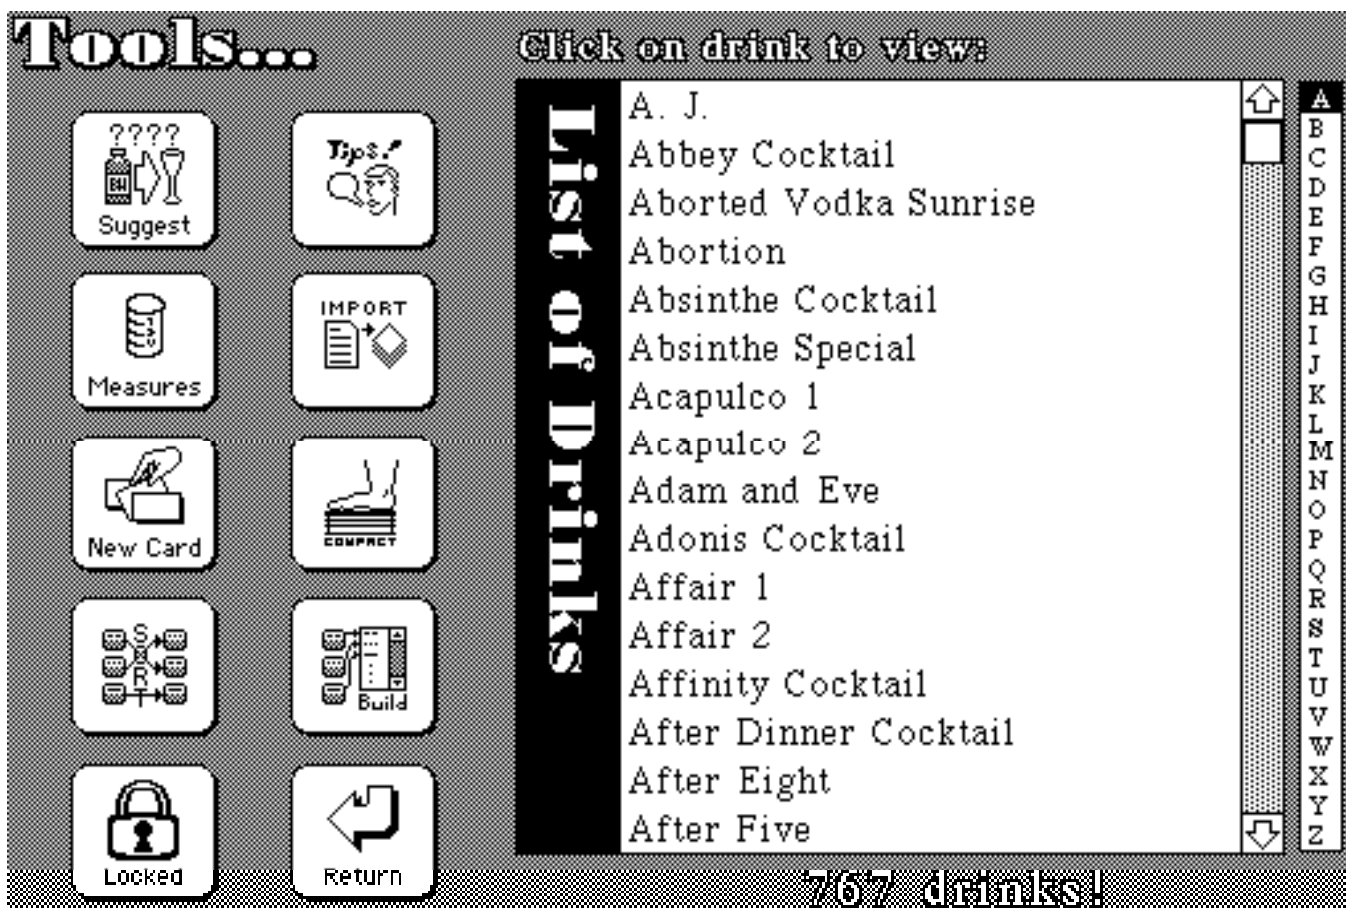 Tools...
????
BH
Suggest
Tips!
Measures
IMPORT
New Card
COMPACT
SORT
Build
Locked
Return
Click on drink to view:
List of Drinks
A. J.
Abbey Cocktail
Aborted Vodka Sunrise
Abortion
Absinthe Cocktail
Absinthe Special
Acapulco 1
Acapulco 2
Adam and Eve
Adonis Cocktail
Affair 1
Affair 2
Affinity Cocktail
After Dinner Cocktail
After Eight
After Five
A
B
C
D
E
F
G
H
I
J
K
L
M
N
O
P
Q
R
S
T
U
V
W
X
Y
Z
767 drinks!